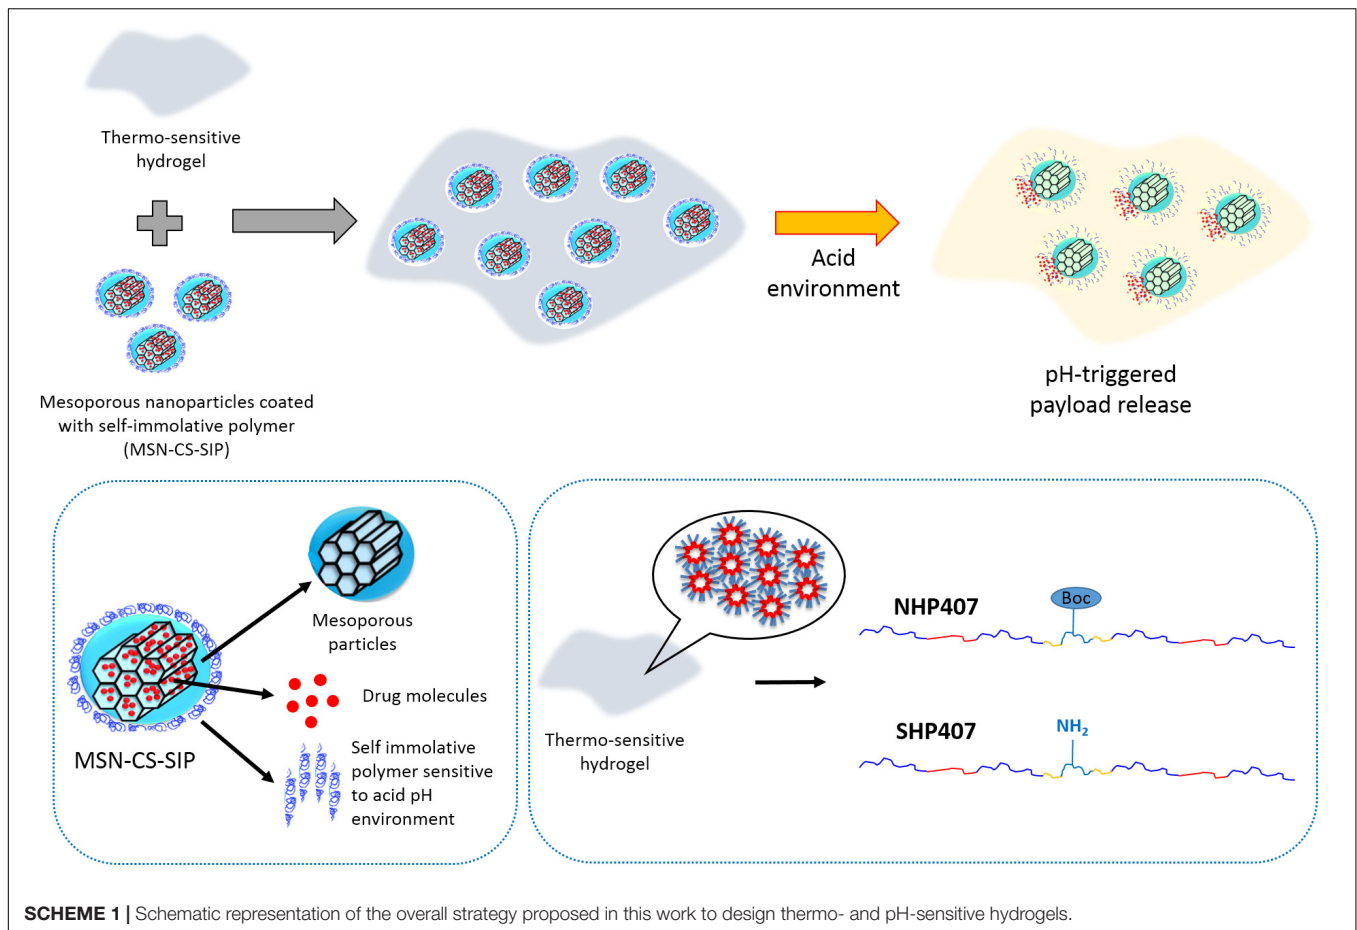 Thermo-sensitive
hydrogel
Mesoporous nanoparticles coated
with self-immolative polymer
(MSN-CS-SIP)
Acid
environment
pH-triggered
payload release
MSN-CS-SIP
Mesoporous
particles
Drug molecules
Self immolative
polymer sensitive
to acid pH
environment
Thermo-sensitive
hydrogel
NHP407
Boc
SHP407
NH₂
SCHEME 1 | Schematic representation of the overall strategy proposed in this work to design thermo- and pH-sensitive hydrogels.